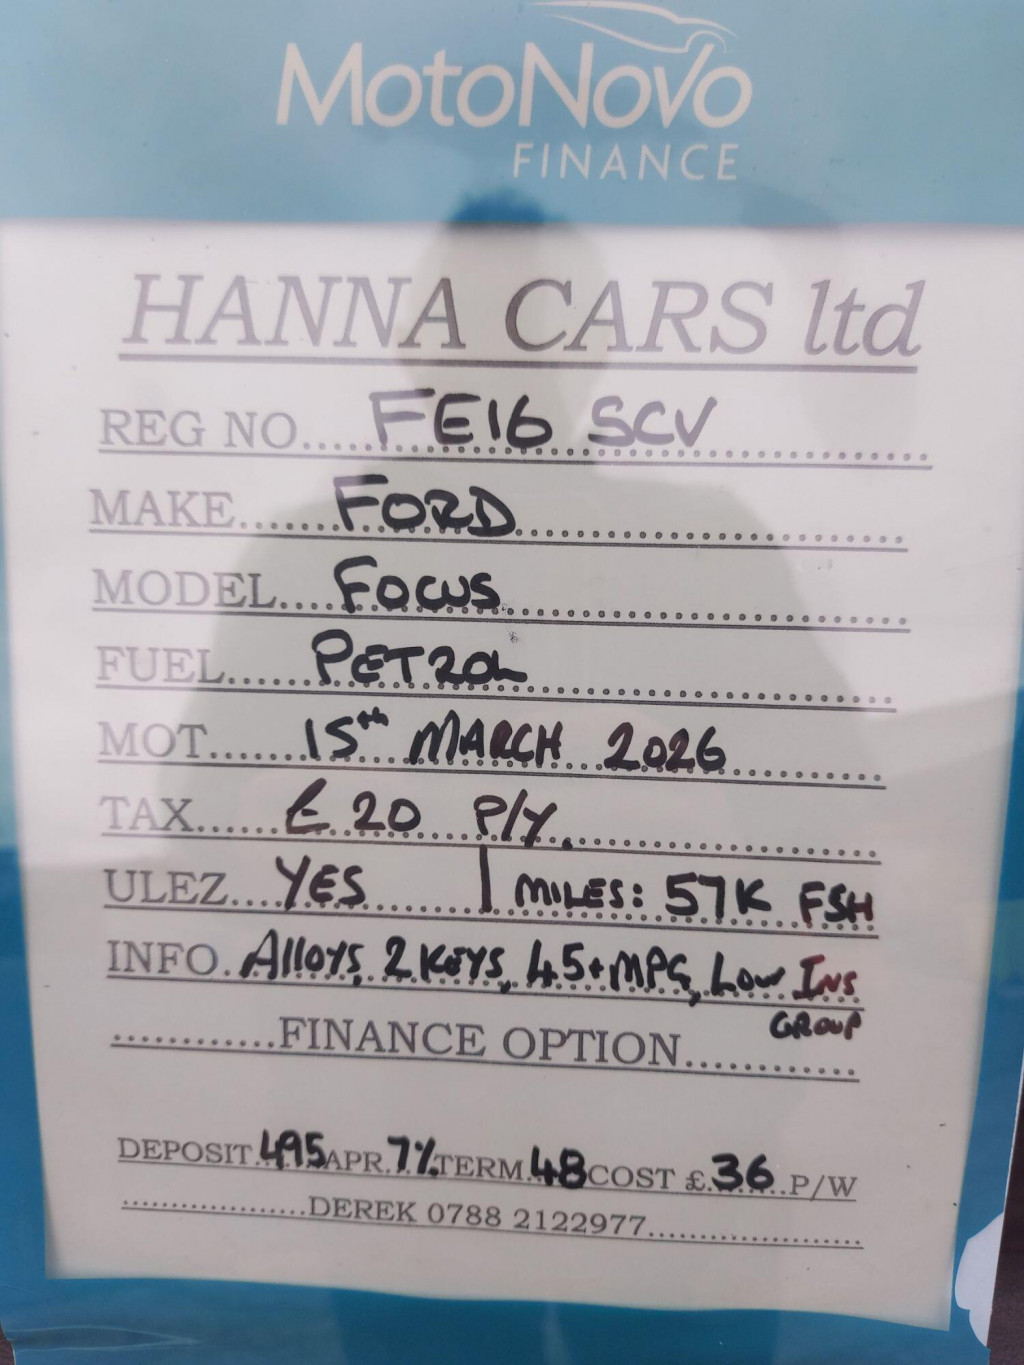 MotoNovo
FINANCE
HANNA CARS ltd
REG NO.....FE16 SCV..........
MAKE.......FORD..........
MODEL....FOCUS..........
FUEL......PETROL..........
MOT......15th MARCH 2026..........
TAX......£20 P/Y..........
ULEZ....YES | MILES: 57K FSH
INFO. Alloys, 2 KEYS, 45+MPG, LOW INS
GROUP
............FINANCE OPTION............
DEPOSIT.495 APR.7% TERM.48 COST £.36..P/W
..................DEREK 0788 2122977......................